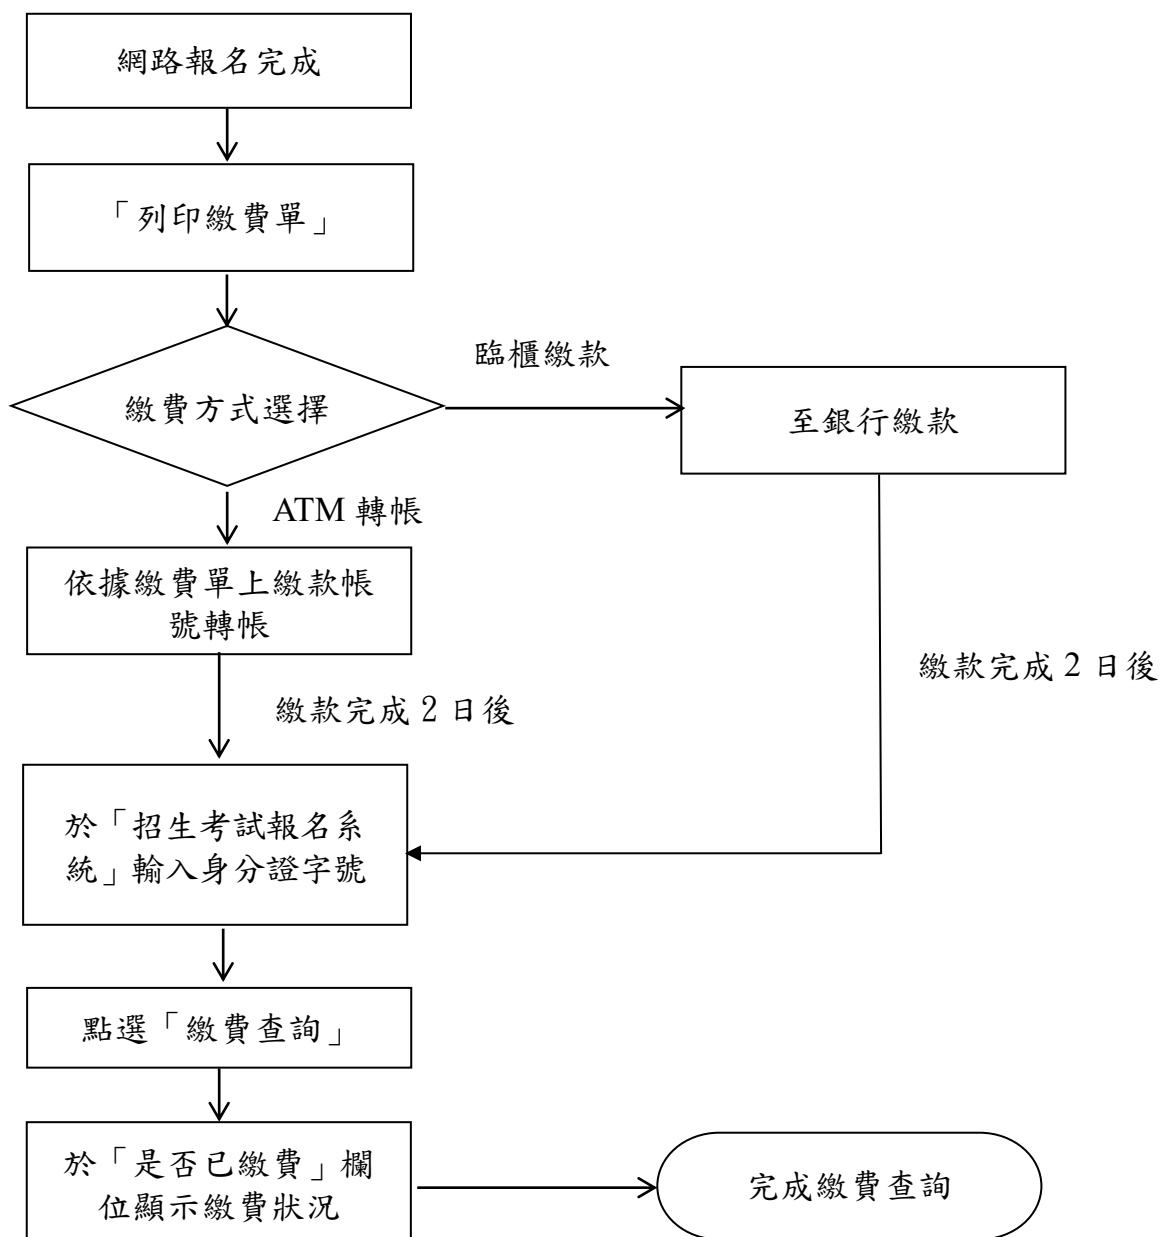 網路報名完成
「列印繳費單」
臨櫃繳款
繳費方式選擇
至銀行繳款
ATM 轉帳
依據繳費單上繳款帳
號轉帳
繳款完成 2 日後
繳款完成 2 日後
於「招生考試報名系
統」輸入身分證字號
點選「繳費查詢」
於「是否已繳費」欄
位顯示繳費狀況
完成繳費查詢